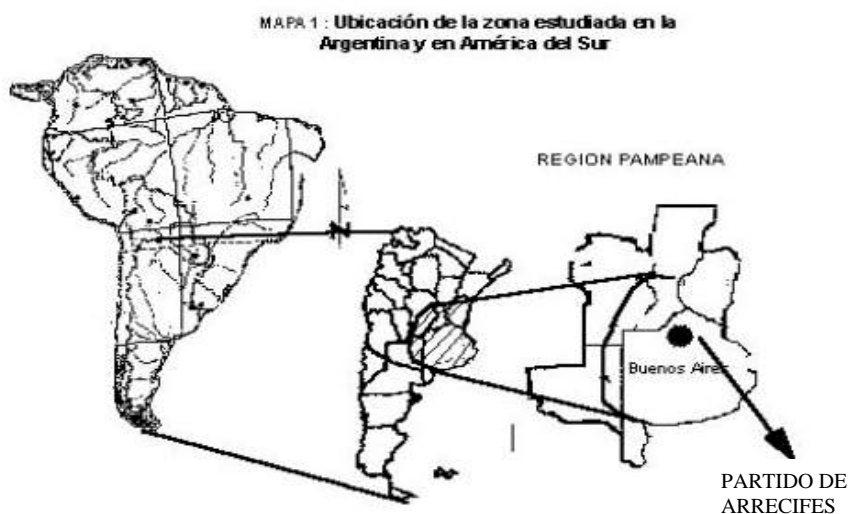 MAPA 1 : Ubicación de la zona estudiada en la
Argentina y en América del Sur
REGION PAMPEANA
Buenos Aires
PARTIDO DE
ARRECIFES